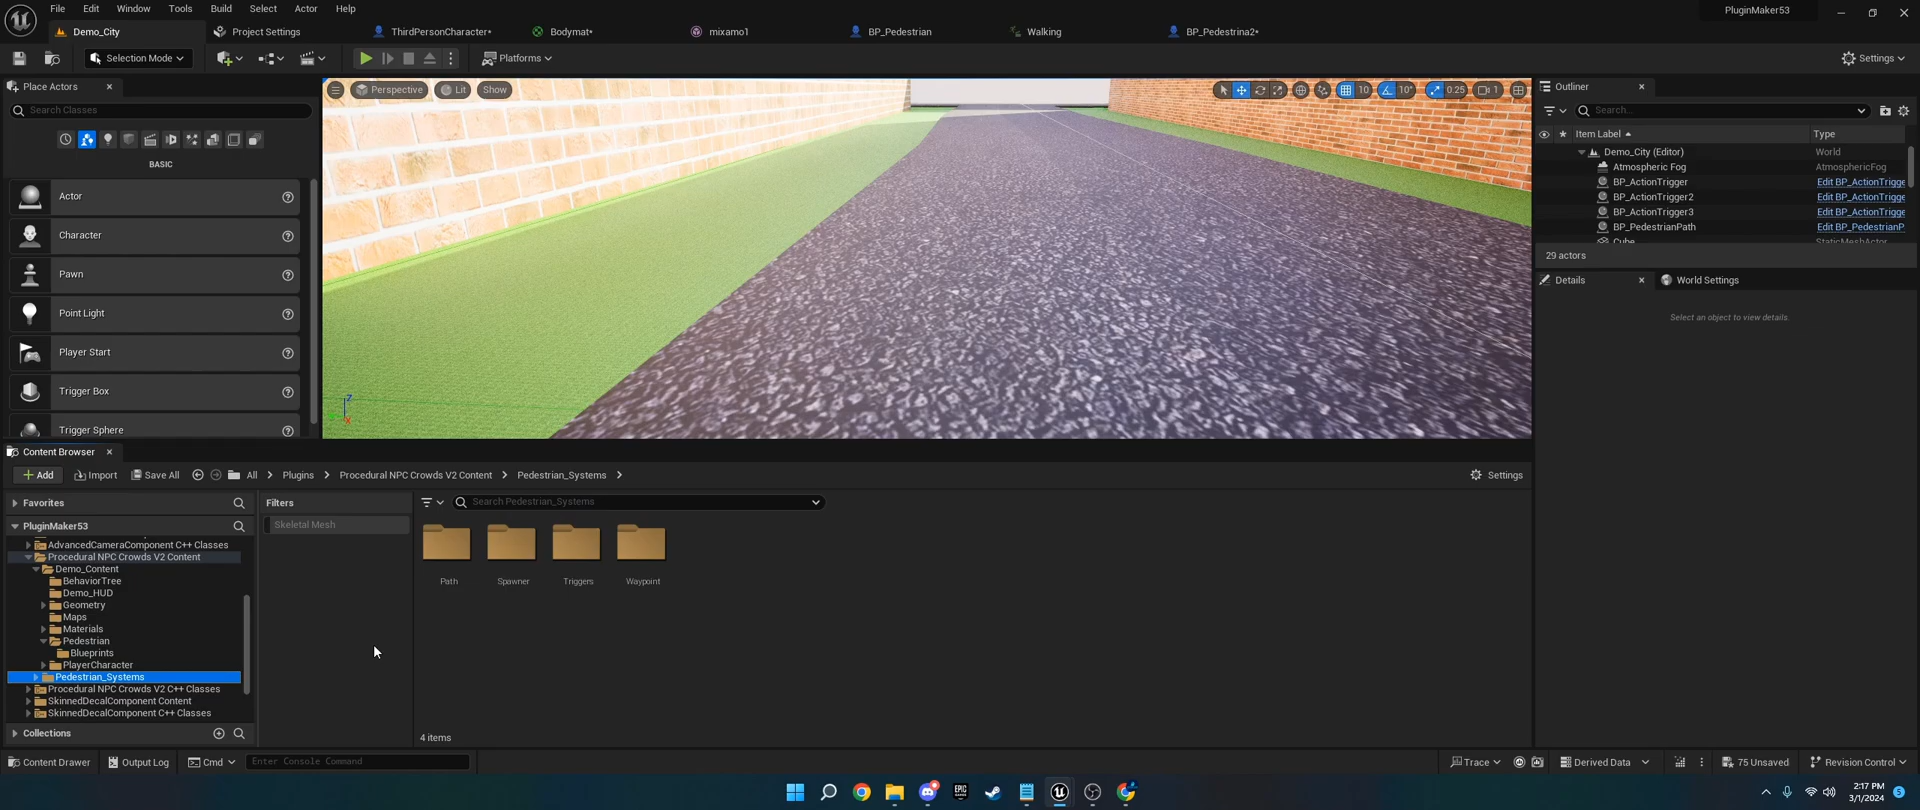 File Edit Window Tools Build Select Actor Help
PluginMaker53
Demo_City
Project Settings
ThirdPersonCharacter*
Bodymat*
mixamo1
BP_Pedestrian
Walking
BP_Pedestrina2*
Selection Mode
Platforms
Settings
Place Actors
Search Classes
BASIC
Actor
Character
Pawn
Point Light
Player Start
Trigger Box
Trigger Sphere
Perspective
Lit
Show
10
10°
0.25
1
Z
X
Outliner
Search...
Item Label
Type
Demo_City (Editor) World
Atmospheric Fog AtmosphericFog
BP_ActionTrigger Edit BP_ActionTrigge
BP_ActionTrigger2 Edit BP_ActionTrigge
BP_ActionTrigger3 Edit BP_ActionTrigge
BP_PedestrianPath Edit BP_PedestrianP
Cube StaticMeshActor
29 actors
Details
World Settings
Select an object to view details.
Content Browser
Add
Import
Save All
All > Plugins > Procedural NPC Crowds V2 Content > Pedestrian_Systems >
Settings
Favorites
PluginMaker53
AdvancedCameraComponent C++ Classes
Procedural NPC Crowds V2 Content
Demo_Content
BehaviorTree
Demo_HUD
Geometry
Maps
Materials
Pedestrian
Blueprints
PlayerCharacter
Pedestrian_Systems
Procedural NPC Crowds V2 C++ Classes
SkinnedDecalComponent Content
SkinnedDecalComponent C++ Classes
Collections
Filters
Skeletal Mesh
Search Pedestrian_Systems
Path
Spawner
Triggers
Waypoint
4 items
Content Drawer
Output Log
Cmd
Enter Console Command
Trace
Derived Data
75 Unsaved
Revision Control
EPIC
GAMES
2:17 PM
3/1/2024
5